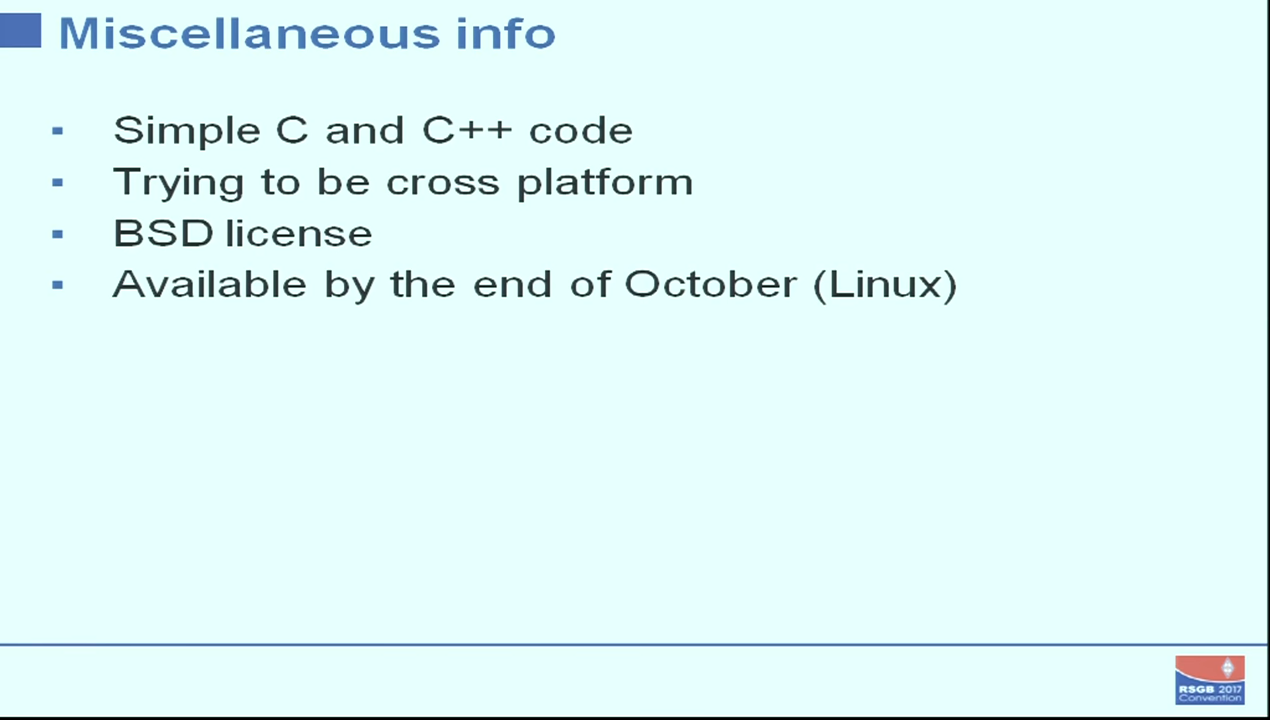 Miscellaneous info
Simple C and C++ code
Trying to be cross platform
BSD license
Available by the end of October (Linux)
RSGB 2017
Convention